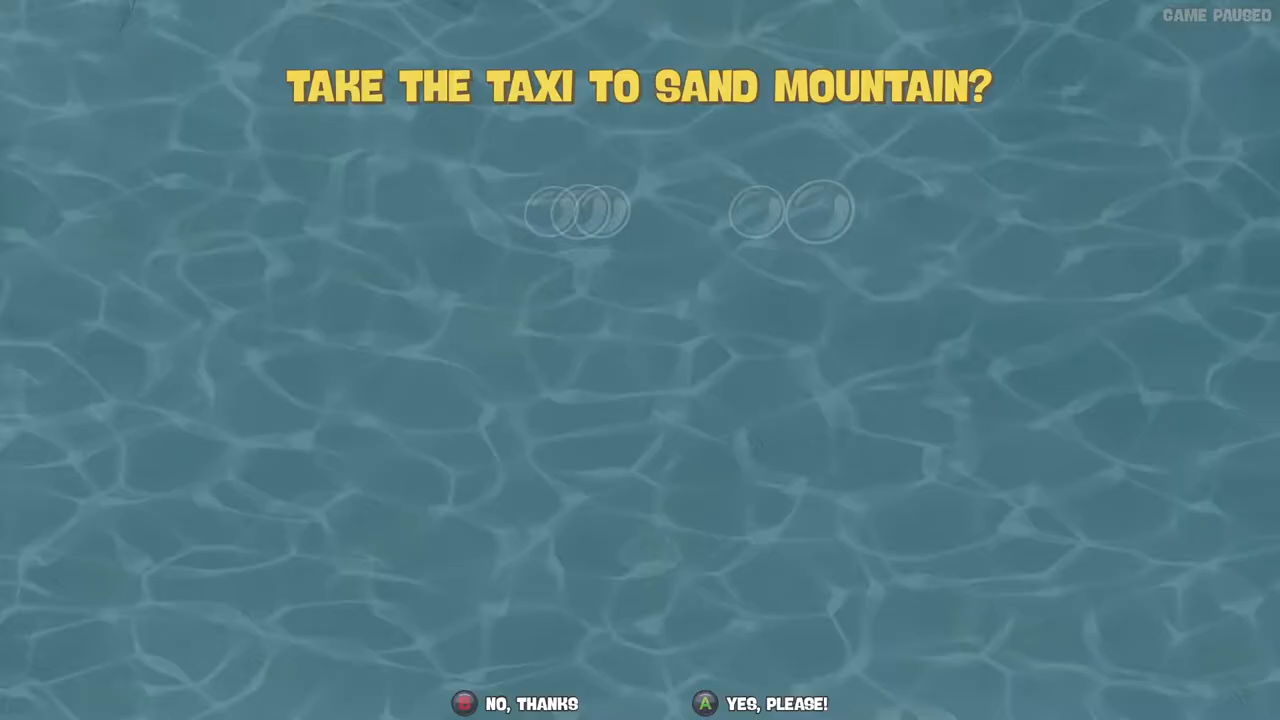 GAME PAUSED
TAKE THE TAXI TO SAND MOUNTAIN?
B NO, THANKS
A YES, PLEASE!